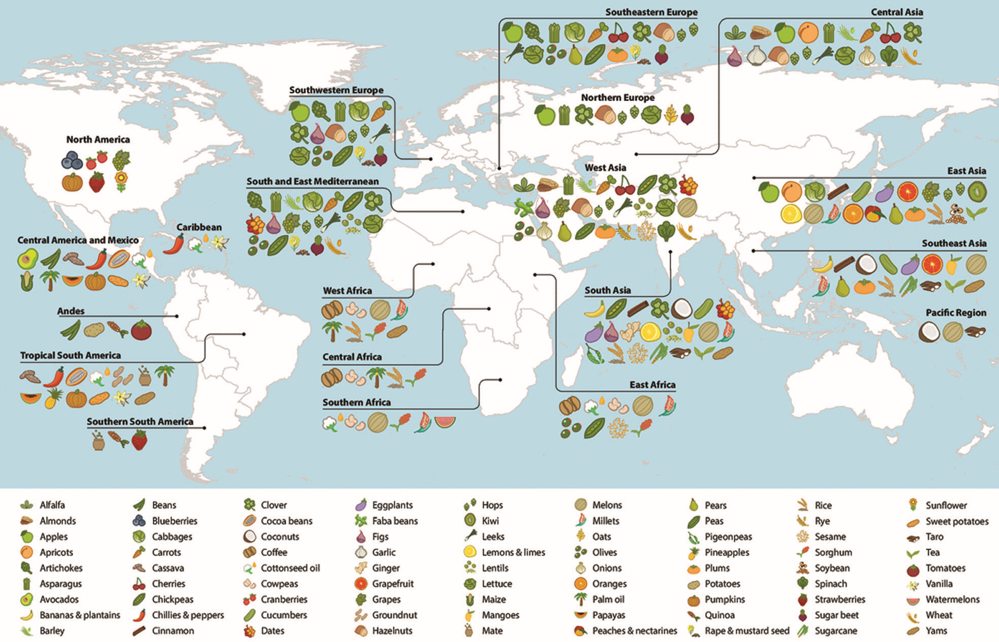 Southeastern Europe
Central Asia
Southwestern Europe
Northern Europe
North America
West Asia
East Asia
South and East Mediterranean
Caribbean
Central America and Mexico
Southeast Asia
West Africa
South Asia
Andes
Pacific Region
Tropical South America
Central Africa
East Africa
Southern Africa
Southern South America
Alfalfa
Almonds
Apples
Apricots
Artichokes
Asparagus
Avocados
Bananas & plantains
Barley
Beans
Blueberries
Cabbages
Carrots
Cassava
Cherries
Chickpeas
Chillies & peppers
Cinnamon
Clover
Cocoa beans
Coconuts
Coffee
Cottonseed oil
Cowpeas
Cranberries
Cucumbers
Dates
Eggplants
Faba beans
Figs
Garlic
Ginger
Grapefruit
Grapes
Groundnut
Hazelnuts
Hops
Kiwi
Leeks
Lemons & limes
Lentils
Lettuce
Maize
Mangoes
Mate
Melons
Millets
Oats
Olives
Onions
Oranges
Palm oil
Papayas
Peaches & nectarines
Pears
Peas
Pigeonpeas
Pineapples
Plums
Potatoes
Pumpkins
Quinoa
Rape & mustard seed
Rice
Rye
Sesame
Sorghum
Soybean
Spinach
Strawberries
Sugar beet
Sugarcane
Sunflower
Sweet potatoes
Taro
Tea
Tomatoes
Vanilla
Watermelons
Wheat
Yams